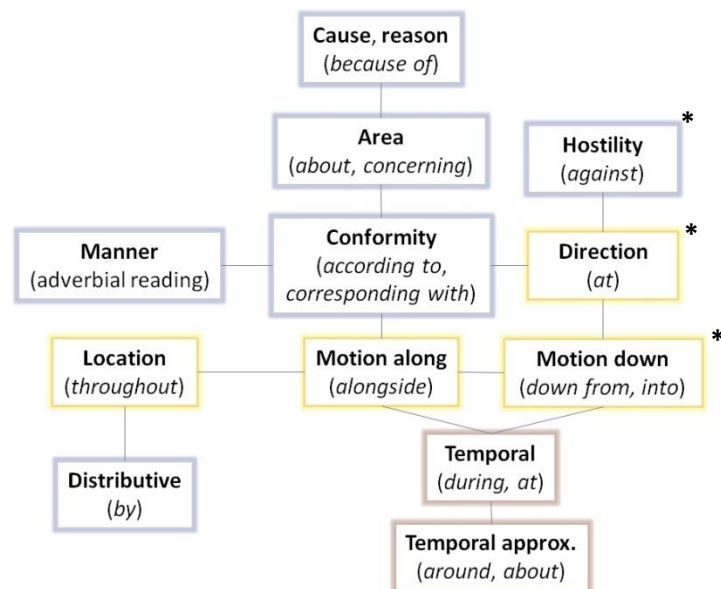 Cause, reason
(because of)
Area
(about, concerning)
*
Hostility
(against)
Manner
(adverbial reading)
Conformity
(according to,
corresponding with)
*
Direction
(at)
Location
(throughout)
Motion along
(alongside)
*
Motion down
(down from, into)
Distributive
(by)
Temporal
(during, at)
Temporal approx.
(around, about)